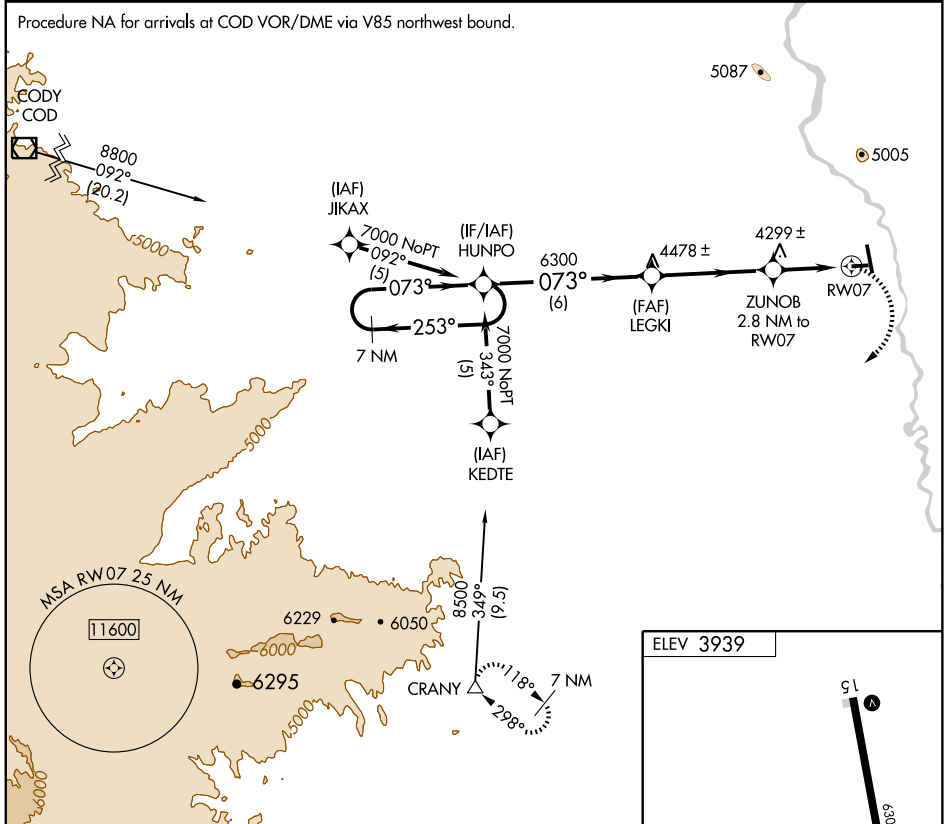 Procedure NA for arrivals at COD VOR/DME via V85 northwest bound.
5087
CODY
COD
8800
092°
(20.2)
5005
5000
(IAF)
JIKAX
7000 NoPT
092°
(5)
(IF/IAF)
HUNPO
6300
073°
(6)
4478 ±
(FAF)
LEGKI
4299 ±
ZUNOB
2.8 NM to
RW07
RW07
073°
253°
7 NM
7000 NoPT
343°
(5)
(IAF)
KEDTE
5000
MSA RW07 25 NM
11600
6229
6050
6000
6295
5000
6000
8500
349°
(9.5)
CRANY
118°
298°
7 NM
ELEV 3939
15
V
630